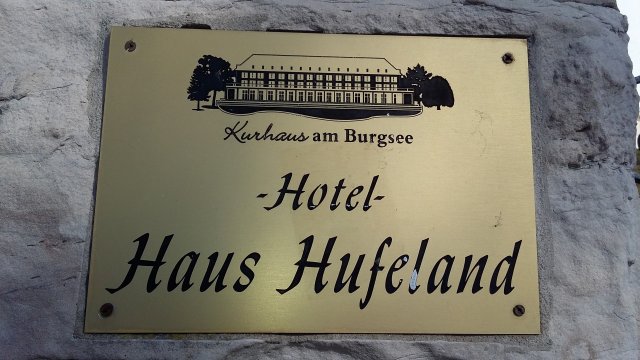 Kurhaus am Burgsee
-Hotel-
Haus Hufeland